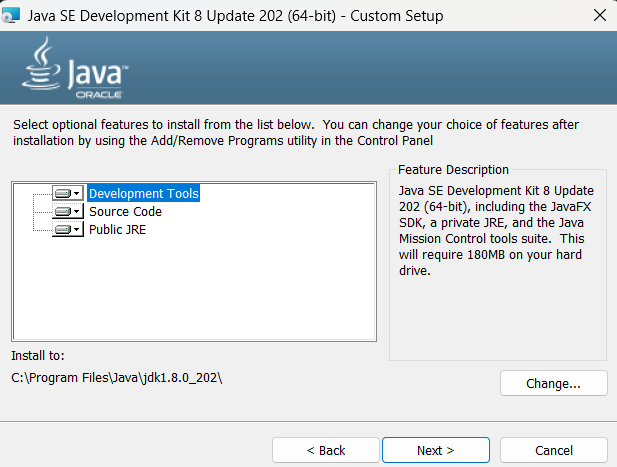 Java SE Development Kit 8 Update 202 (64-bit) - Custom Setup
Java™
ORACLE
Select optional features to install from the list below.  You can change your choice of features after
installation by using the Add/Remove Programs utility in the Control Panel
Development Tools
Source Code
Public JRE
Feature Description
Java SE Development Kit 8 Update
202 (64-bit), including the JavaFX
SDK, a private JRE, and the Java
Mission Control tools suite.  This
will require 180MB on your hard
drive.
Install to:
C:\Program Files\Java\jdk1.8.0_202\
Change...
< Back
Next >
Cancel